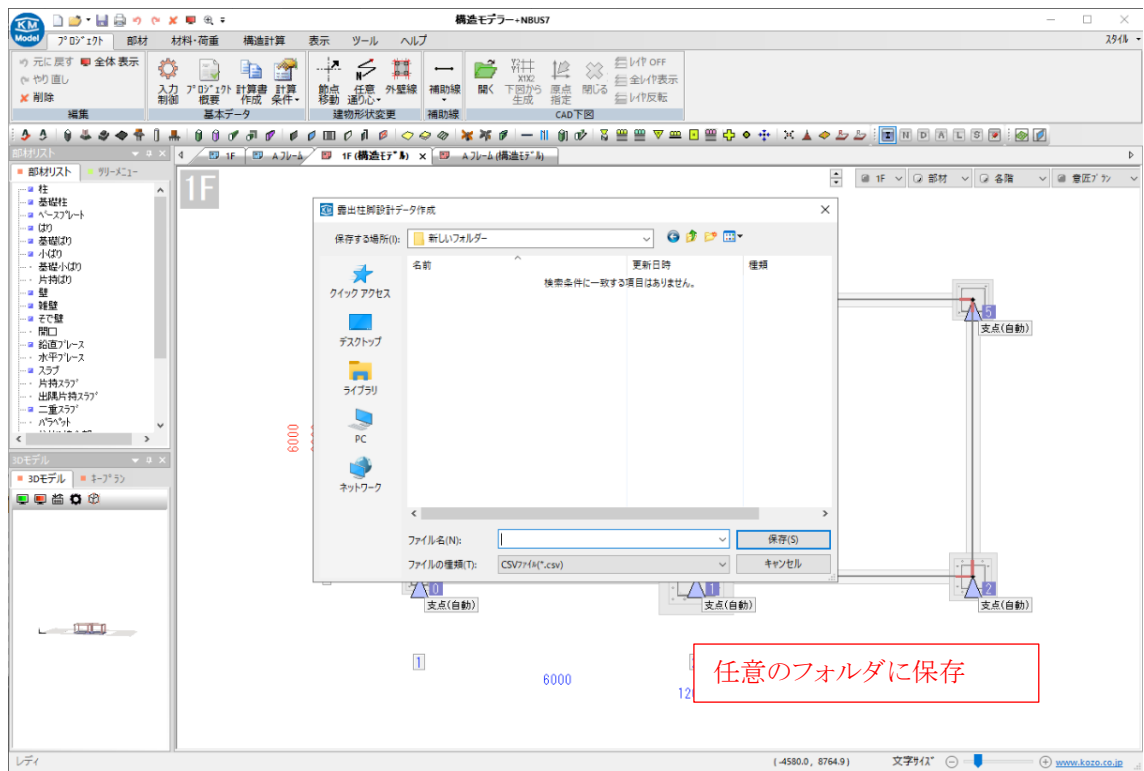 構造モデラー+NBUS7
KM
Model
プロジェクト 部材 材料・荷重 構造計算 表示 ツール ヘルプ
スタイル
元に戻す 全体 表示
やり直し
削除
編集
入力制御 プロジェクト概要 計算書作成 計算条件
基本データ
節点移動 任意通り心 外壁線
建物形状変更
補助線
補助線
開く X1X2 下図から生成 原点指定 閉じる
レイヤ OFF
全レイヤ表示
レイヤ反転
CAD下図
N D A L S
部材リスト
部材リスト ツリーメニュー
柱
基礎柱
ベースプレート
はり
基礎ばり
小ばり
基礎小ばり
片持ばり
壁
雑壁
そで壁
開口
鉛直ブレース
水平ブレース
スラブ
片持スラブ
出隅片持スラブ
二重スラブ
パラペット
3Dモデル
3Dモデル キープラン
1F Aフレーム 1F(構造モデル) x Aフレーム(構造モデル)
1F
1F 部材 各階 意匠プラン
露出柱脚設計データ作成
保存する場所(I): 新しいフォルダー
名前 更新日時 種類
検索条件に一致する項目はありません。
クイック アクセス
デスクトップ
ライブラリ
PC
ネットワーク
ファイル名(N): 保存(S)
ファイルの種類(T): CSVファイル(*.csv) キャンセル
6000
5
支点(自動)
0
支点(自動)
1
支点(自動)
2
支点(自動)
1
6000
任意のフォルダに保存
レディ
(-4580.0, 8764.9) 文字サイズ www.kozo.co.jp